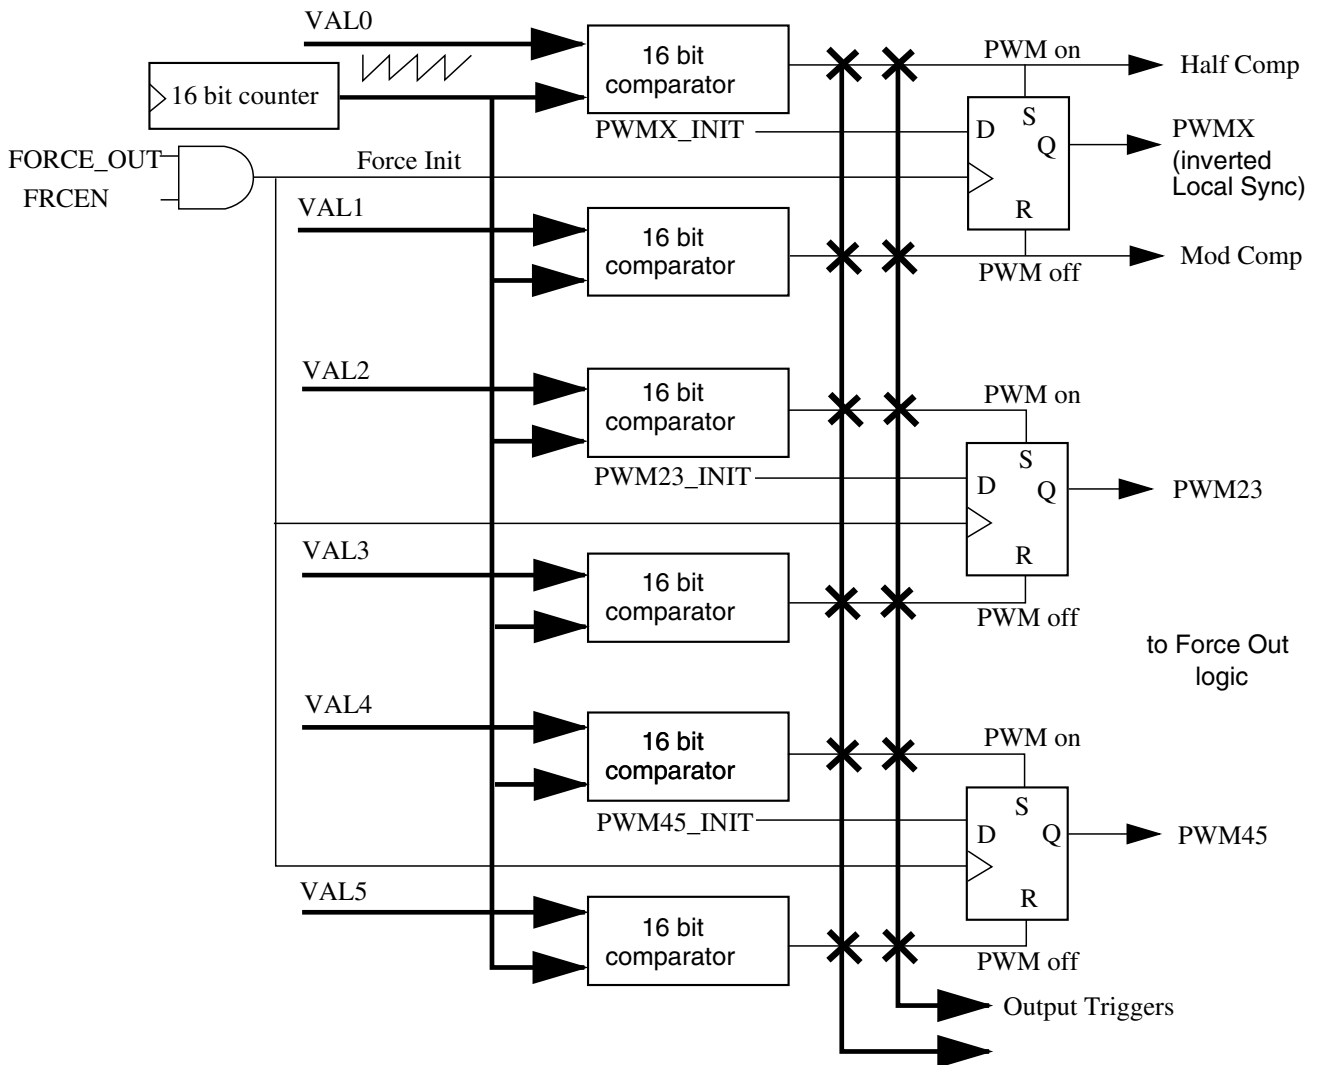 VAL0
16 bit counter
16 bit
comparator
PWM on
Half Comp
PWMX_INIT
D
S
Q
R
PWMX
(inverted
Local Sync)
FORCE_OUT
FRCEN
Force Init
VAL1
16 bit
comparator
PWM off
Mod Comp
VAL2
16 bit
comparator
PWM on
PWM23_INIT
D
S
Q
R
PWM23
VAL3
16 bit
comparator
PWM off
to Force Out
logic
VAL4
16 bit
comparator
PWM on
PWM45_INIT
D
S
Q
R
PWM45
VAL5
16 bit
comparator
PWM off
Output Triggers